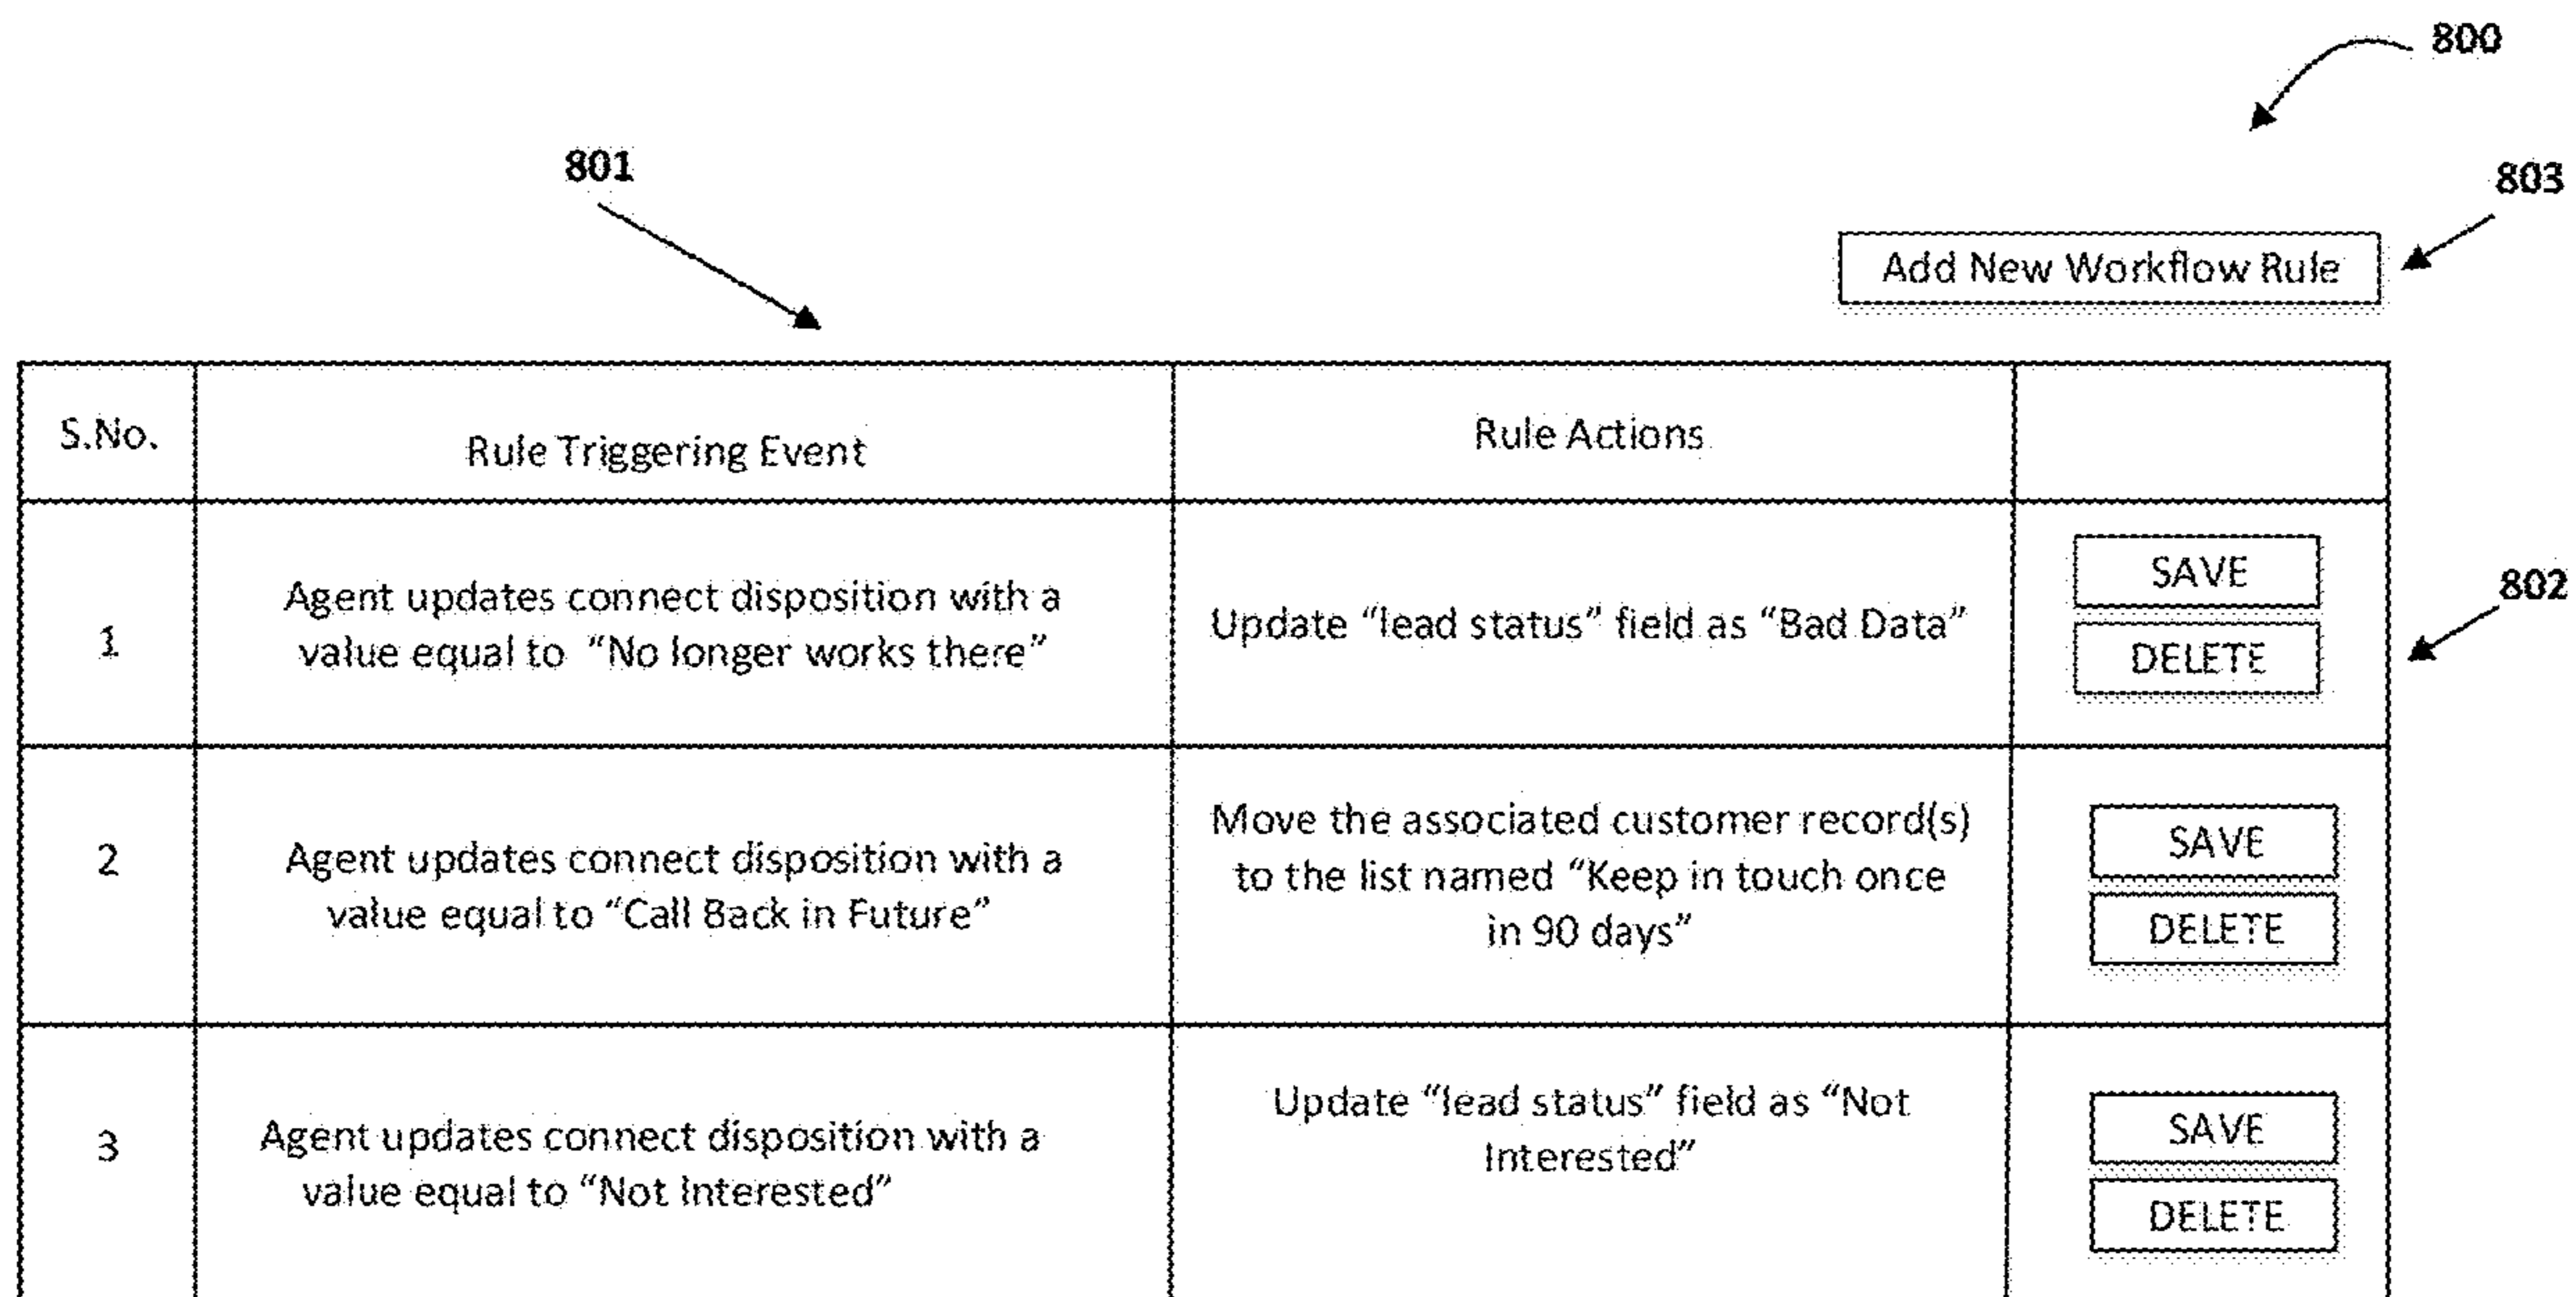 800
801
803
Add New Workflow Rule
S.No.
Rule Triggering Event
Rule Actions
1
Agent updates connect disposition with a
value equal to “No longer works there”
Update “lead status” field as “Bad Data”
SAVE
DELETE
802
2
Agent updates connect disposition with a
value equal to “Call Back in Future”
Move the associated customer record(s)
to the list named “Keep in touch once
in 90 days”
SAVE
DELETE
3
Agent updates connect disposition with a
value equal to “Not Interested”
Update “lead status” field as “Not
Interested”
SAVE
DELETE